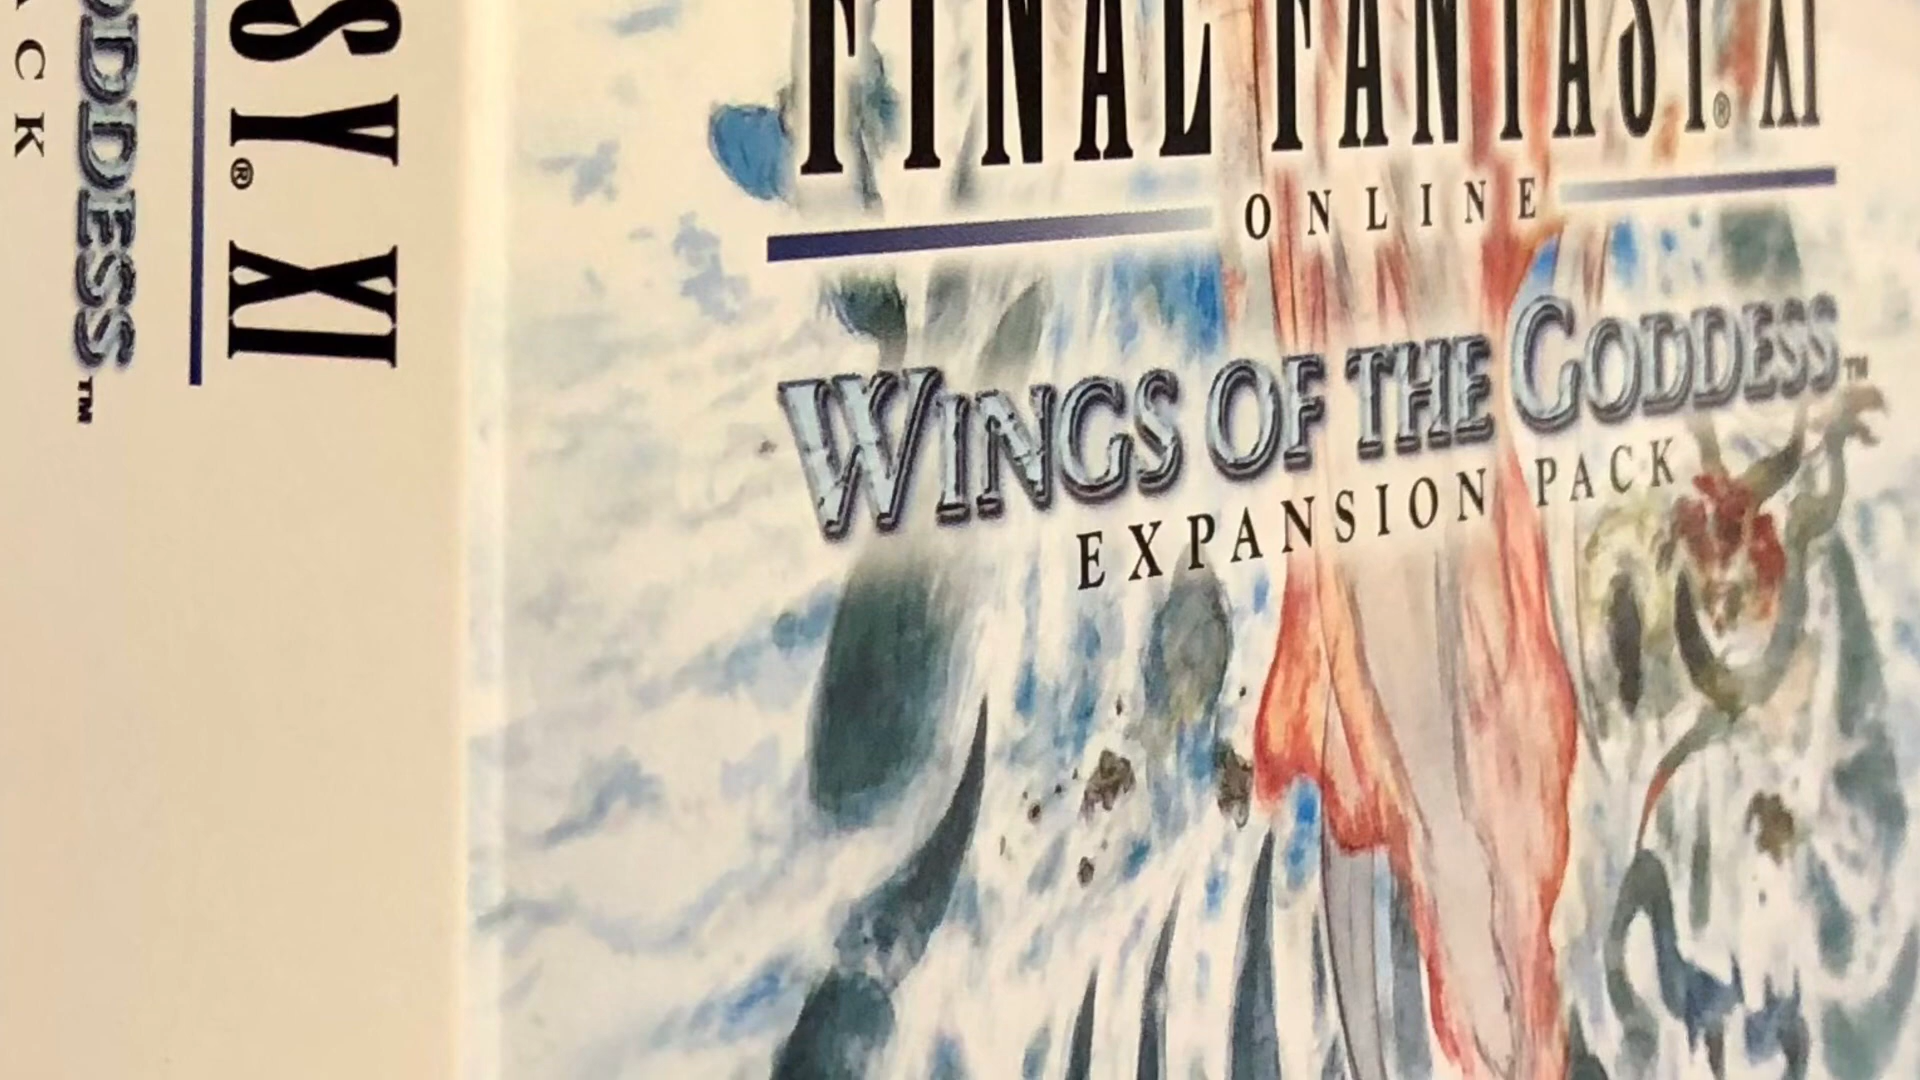 SY® XI
ODDESS™
ACK
FINAL FANTASY® XI
ONLINE
WINGS OF THE GODDESS™
EXPANSION PACK